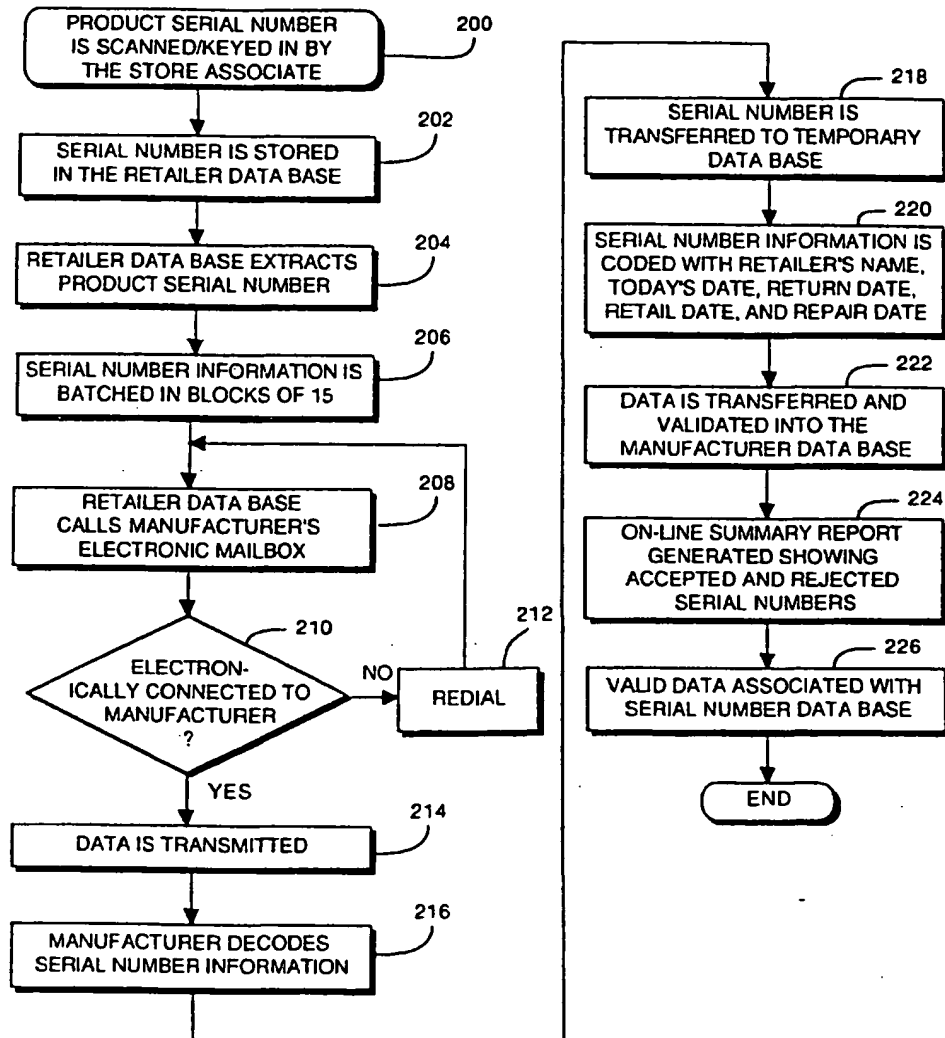 PRODUCT SERIAL NUMBER
IS SCANNED/KEYED IN BY
THE STORE ASSOCIATE
200
SERIAL NUMBER IS STORED
IN THE RETAILER DATA BASE
202
RETAILER DATA BASE EXTRACTS
PRODUCT SERIAL NUMBER
204
SERIAL NUMBER INFORMATION IS
BATCHED IN BLOCKS OF 15
206
RETAILER DATA BASE
CALLS MANUFACTURER'S
ELECTRONIC MAILBOX
208
ELECTRON-
ICALLY CONNECTED TO
MANUFACTURER
?
210
NO
REDIAL
212
YES
DATA IS TRANSMITTED
214
MANUFACTURER DECODES
SERIAL NUMBER INFORMATION
216
SERIAL NUMBER IS
TRANSFERRED TO TEMPORARY
DATA BASE
218
SERIAL NUMBER INFORMATION IS
CODED WITH RETAILER'S NAME,
TODAY'S DATE, RETURN DATE,
RETAIL DATE, AND REPAIR DATE
220
DATA IS TRANSFERRED AND
VALIDATED INTO THE
MANUFACTURER DATA BASE
222
ON-LINE SUMMARY REPORT
GENERATED SHOWING
ACCEPTED AND REJECTED
SERIAL NUMBERS
224
VALID DATA ASSOCIATED WITH
SERIAL NUMBER DATA BASE
226
END